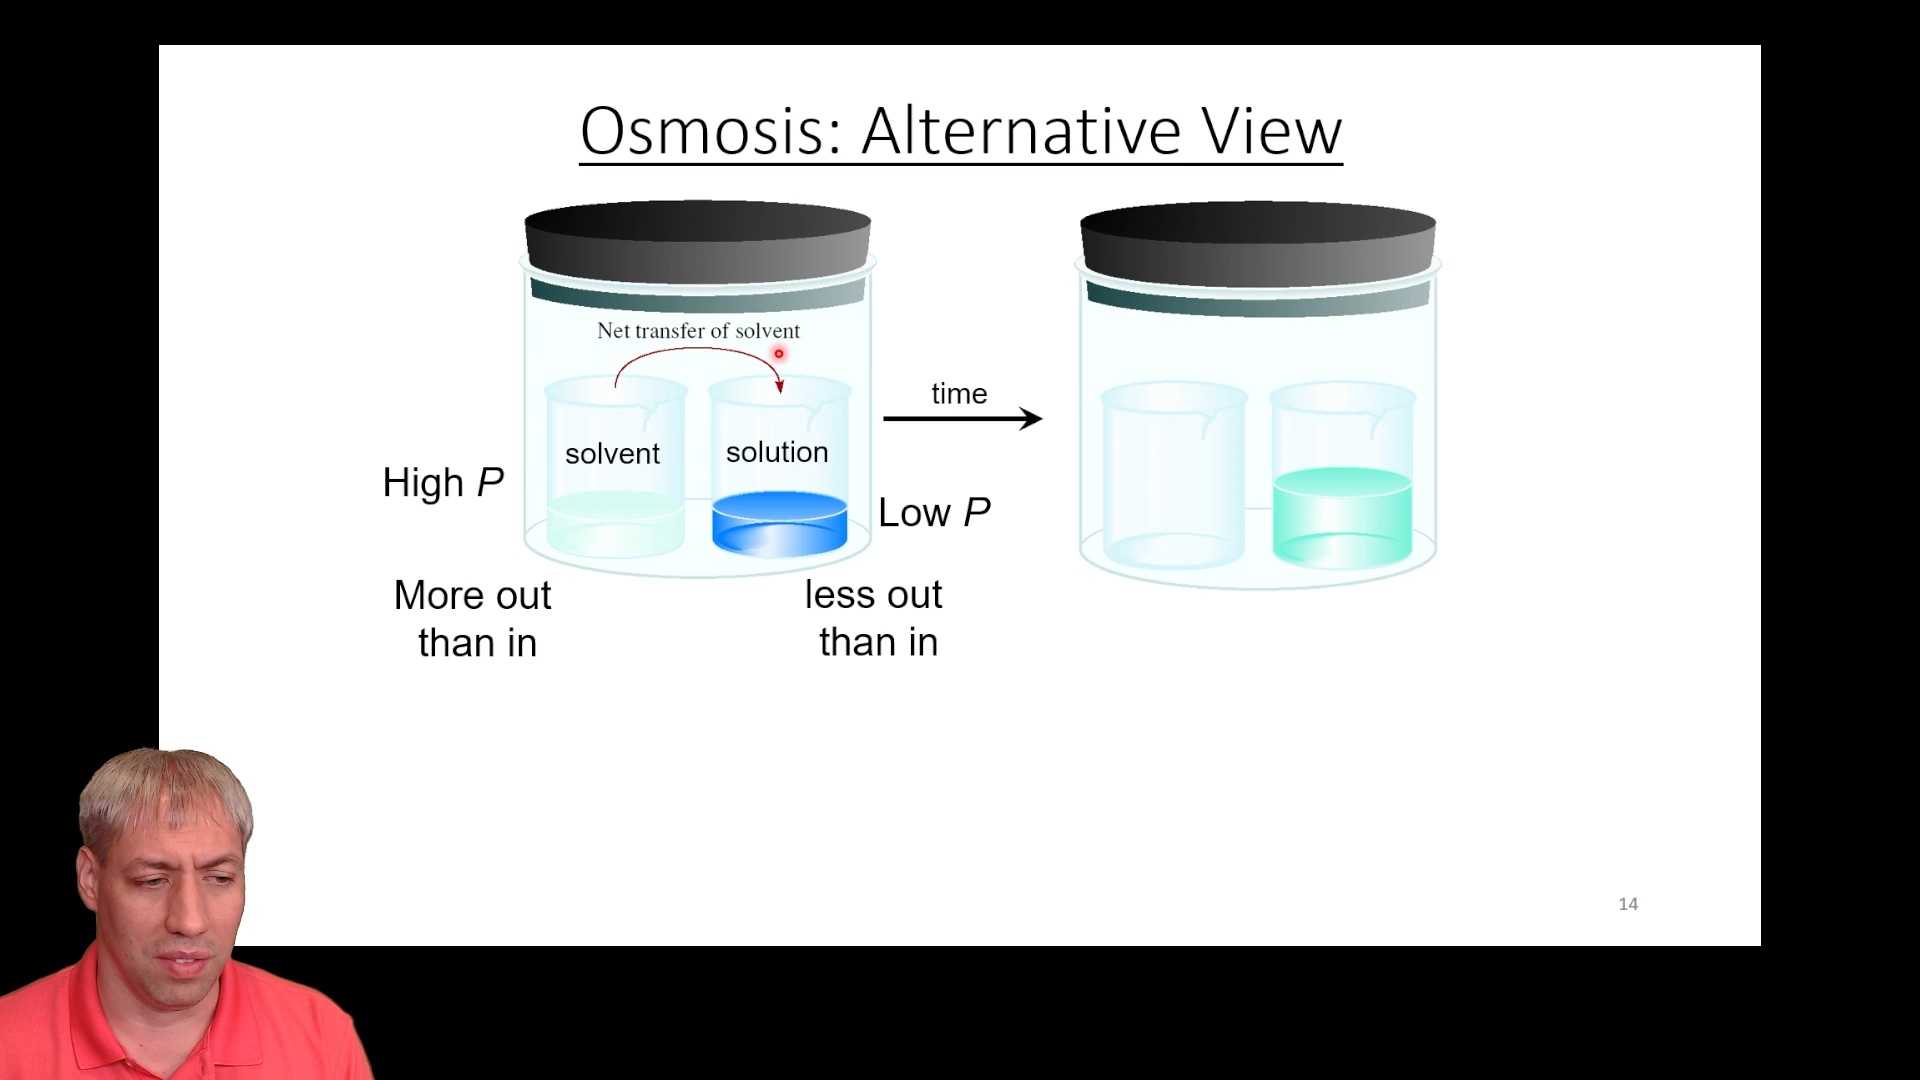 Osmosis: Alternative View
Net transfer of solvent
time
solvent
solution
High P
Low P
More out
than in
less out
than in
14